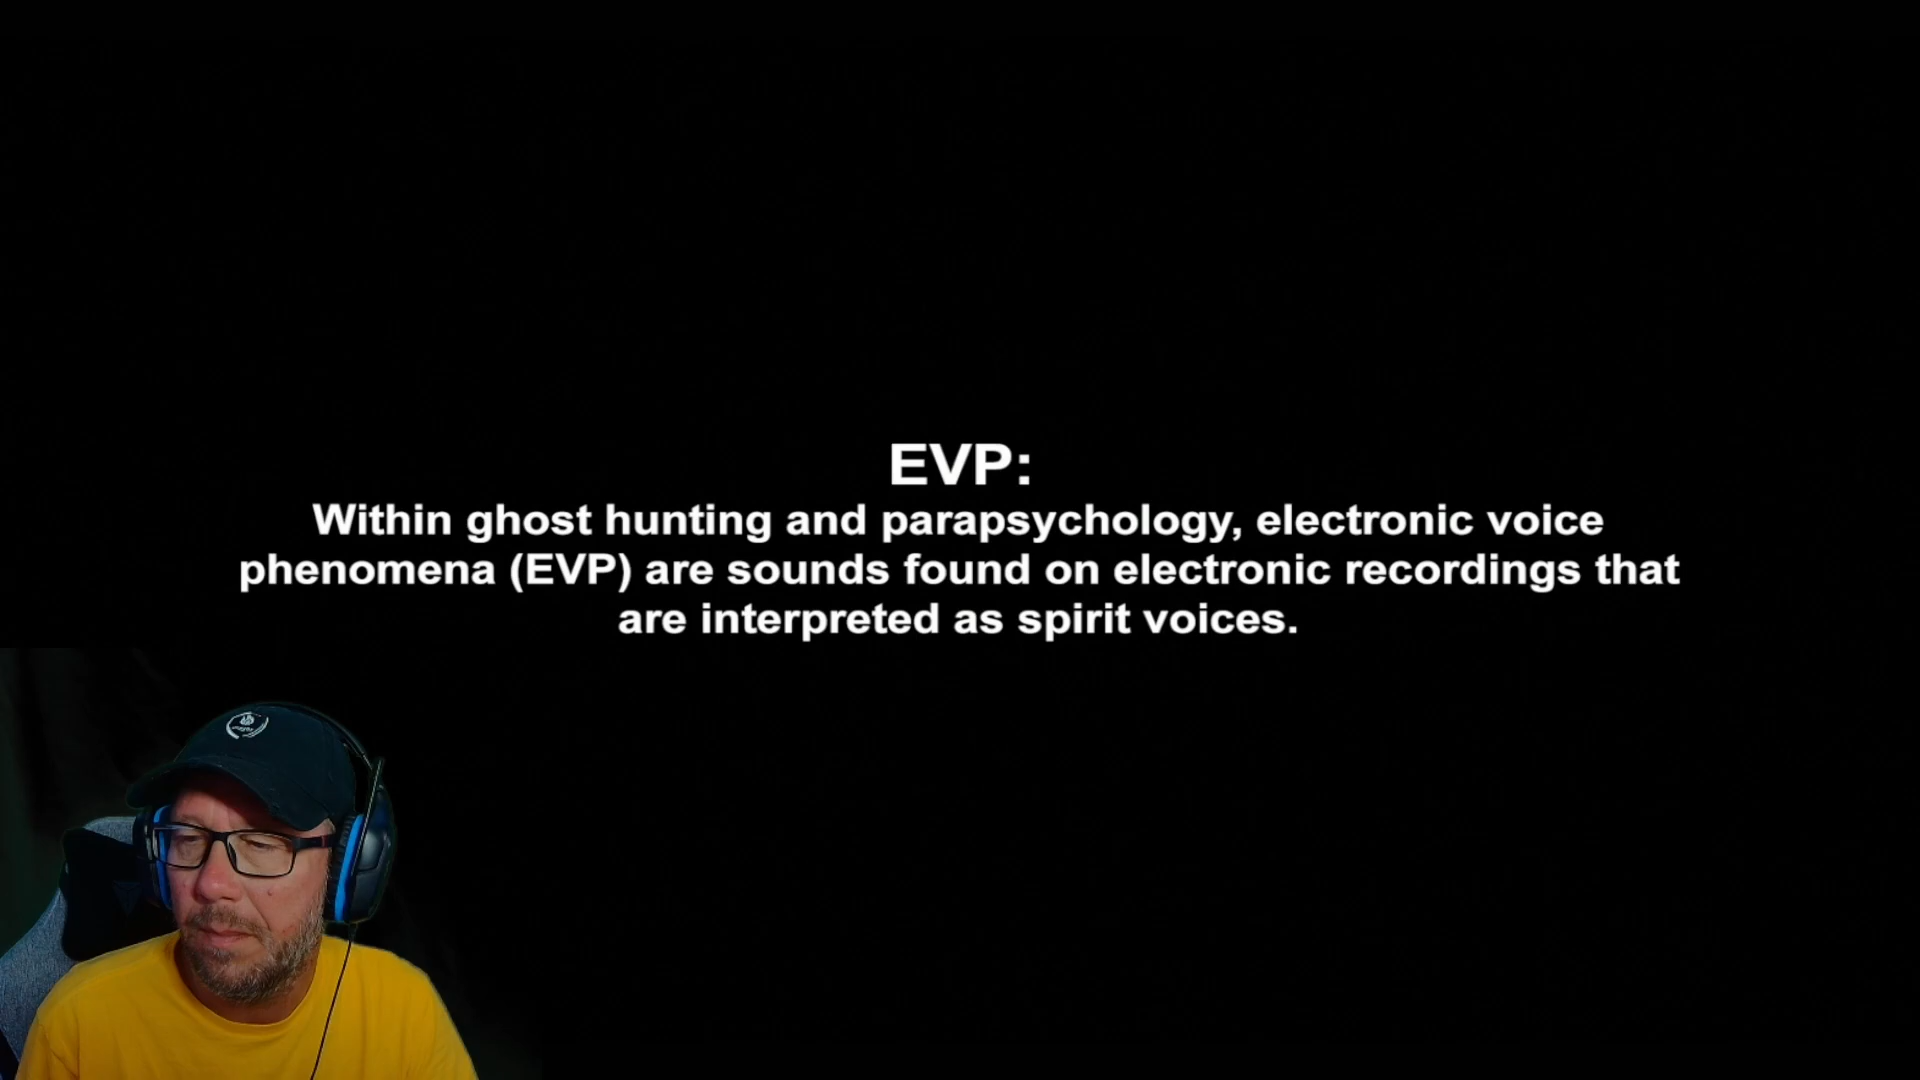 EVP:
Within ghost hunting and parapsychology, electronic voice
phenomena (EVP) are sounds found on electronic recordings that
are interpreted as spirit voices.